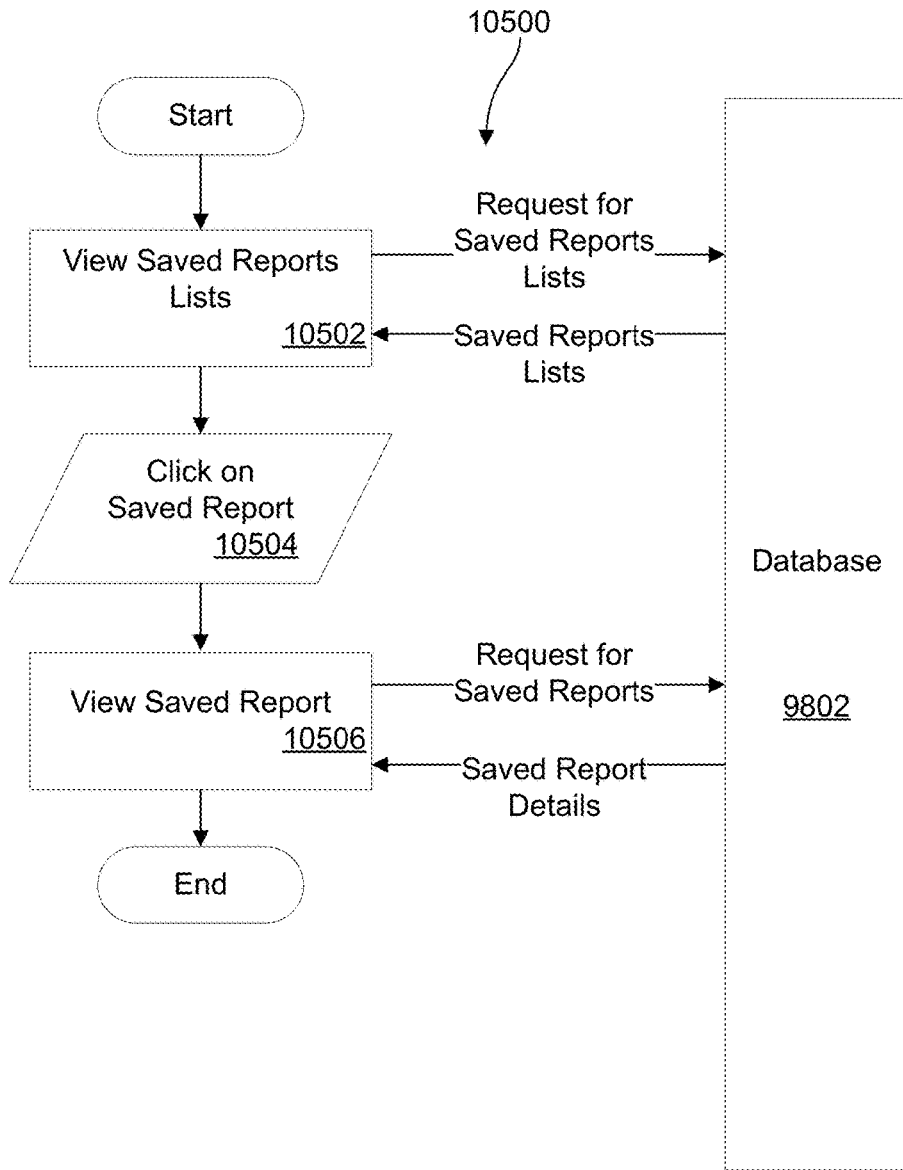 10500
Start
View Saved Reports
Lists
10502
Request for
Saved Reports
Lists
Saved Reports
Lists
Click on
Saved Report
10504
Database
9802
View Saved Report
10506
Request for
Saved Reports
Saved Report
Details
End